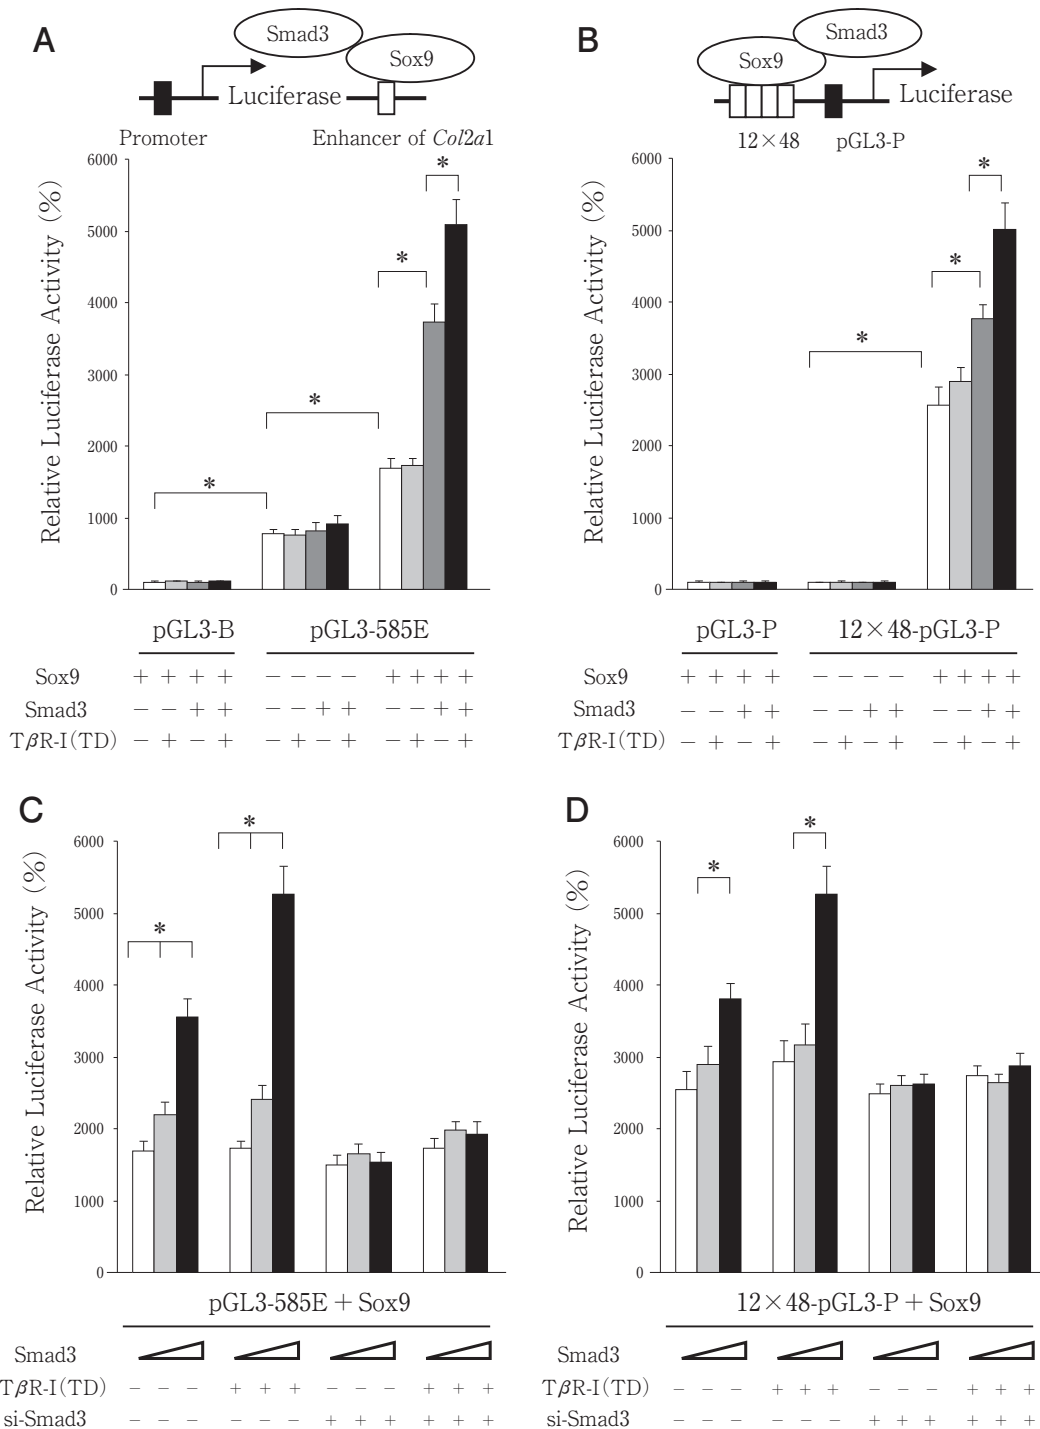 A
Smad3
Sox9
Luciferase
Promoter
Enhancer of Col2a1
Relative Luciferase Activity (%)
6000
5000
4000
3000
2000
1000
0
*
*
*
*
pGL3-B
pGL3-585E
Sox9 + + + + − − − − + + + +
Smad3 − − + + − − + + − − + +
TβR-I(TD) − + − + − + − + − + − +
B
Smad3
Sox9
Luciferase
12×48
pGL3-P
Relative Luciferase Activity (%)
6000
5000
4000
3000
2000
1000
0
*
*
*
pGL3-P
12×48-pGL3-P
Sox9 + + + + − − − − + + + +
Smad3 − − + + − − + + − − + +
TβR-I(TD) − + − + − + − + − + − +
C
Relative Luciferase Activity (%)
6000
5000
4000
3000
2000
1000
0
*
*
pGL3-585E + Sox9
Smad3
TβR-I(TD) − − − + + + − − − + + +
si-Smad3 − − − − − − + + + + + +
D
Relative Luciferase Activity (%)
6000
5000
4000
3000
2000
1000
0
*
*
12×48-pGL3-P + Sox9
Smad3
TβR-I(TD) − − − + + + − − − + + +
si-Smad3 − − − − − − + + + + + +